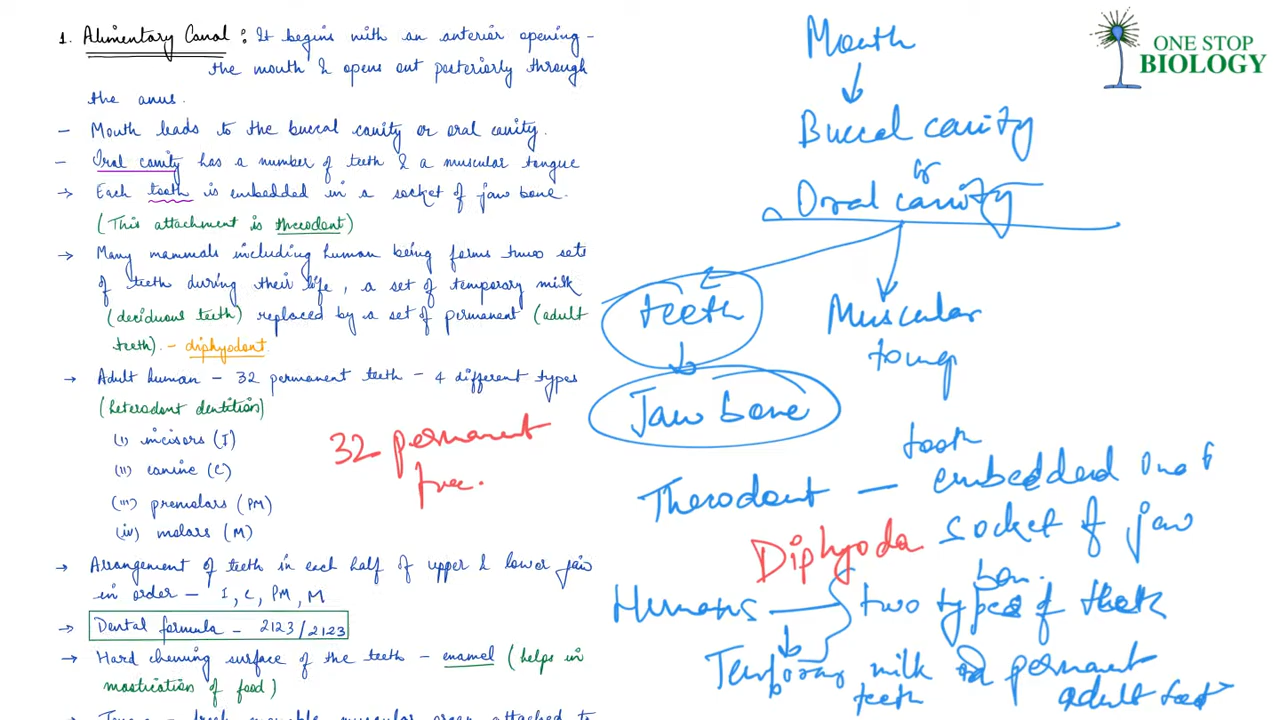 1. Alimentary Canal : It begins with an anterior opening -
the mouth & opens out posteriorly through
the anus.
- Mouth leads to the buccal cavity or oral cavity.
- Oral cavity has a number of teeth & a muscular tongue
→ Each tooth is embedded in a socket of jaw bone.
(This attachment is thecodont)
→ Many mammals including human being forms two sets
of teeth during their life, a set of temporary milk
(deciduous teeth) replaced by a set of permanent (adult
teeth). - diphyodont
→ Adult human - 32 permanent teeth - 4 different types
(heterodont dentition)
(i) incisors (I)
(ii) canine (C)
(iii) premolars (PM)
(iv) molars (M)
→ Arrangement of teeth in each half of upper & lower jaw
in order - I, C, PM, M
→ Dental formula - 2123/2123
→ Hard chewing surface of the teeth - enamel (helps in
mastication of food)
32 permanent
Mouth
↓
Buccal cavity
or
Oral cavity
teeth
Muscular
Jaw bone
tooth
Thecodont — embedded
socket of jaw
Diphyodo
Humans — two types of teeth
Temporary milk permanent
teeth adult
ONE STOP
BIOLOGY